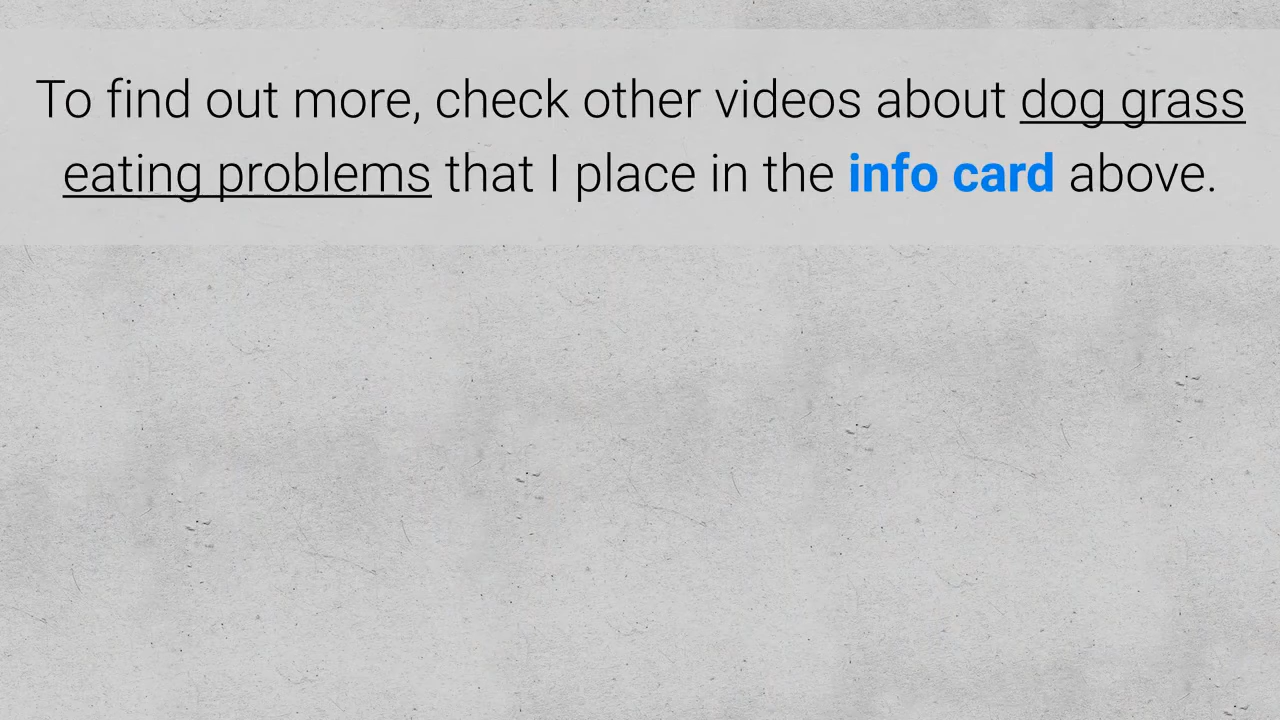 To find out more, check other videos about dog grass
eating problems that I place in the info card above.